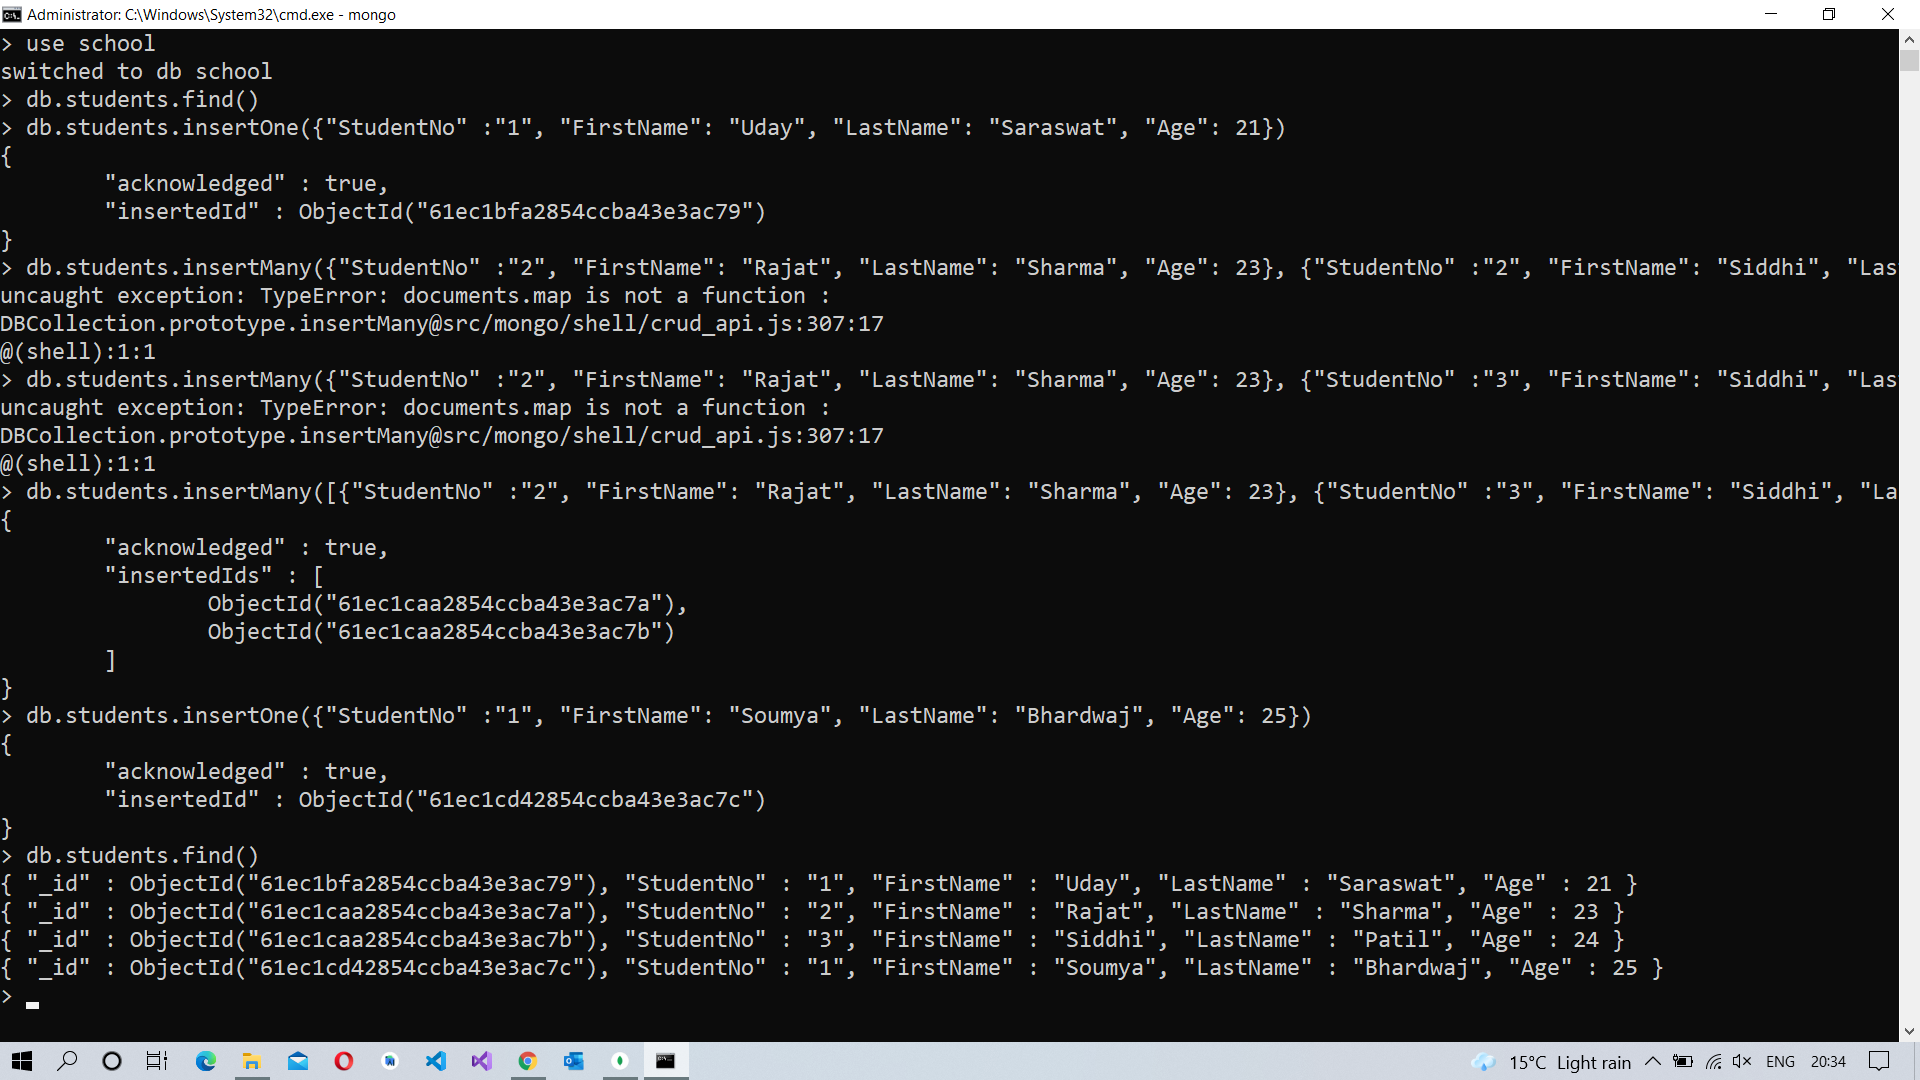 Administrator: C:\Windows\System32\cmd.exe - mongo
> use school
switched to db school
> db.students.find()
> db.students.insertOne({"StudentNo" :"1", "FirstName": "Uday", "LastName": "Saraswat", "Age": 21})
{
        "acknowledged" : true,
        "insertedId" : ObjectId("61ec1bfa2854ccba43e3ac79")
}
> db.students.insertMany({"StudentNo" :"2", "FirstName": "Rajat", "LastName": "Sharma", "Age": 23}, {"StudentNo" :"2", "FirstName": "Siddhi", "Las
uncaught exception: TypeError: documents.map is not a function :
DBCollection.prototype.insertMany@src/mongo/shell/crud_api.js:307:17
@(shell):1:1
> db.students.insertMany({"StudentNo" :"2", "FirstName": "Rajat", "LastName": "Sharma", "Age": 23}, {"StudentNo" :"3", "FirstName": "Siddhi", "Las
uncaught exception: TypeError: documents.map is not a function :
DBCollection.prototype.insertMany@src/mongo/shell/crud_api.js:307:17
@(shell):1:1
> db.students.insertMany([{"StudentNo" :"2", "FirstName": "Rajat", "LastName": "Sharma", "Age": 23}, {"StudentNo" :"3", "FirstName": "Siddhi", "La
{
        "acknowledged" : true,
        "insertedIds" : [
                ObjectId("61ec1caa2854ccba43e3ac7a"),
                ObjectId("61ec1caa2854ccba43e3ac7b")
        ]
}
> db.students.insertOne({"StudentNo" :"1", "FirstName": "Soumya", "LastName": "Bhardwaj", "Age": 25})
{
        "acknowledged" : true,
        "insertedId" : ObjectId("61ec1cd42854ccba43e3ac7c")
}
> db.students.find()
{ "_id" : ObjectId("61ec1bfa2854ccba43e3ac79"), "StudentNo" : "1", "FirstName" : "Uday", "LastName" : "Saraswat", "Age" : 21 }
{ "_id" : ObjectId("61ec1caa2854ccba43e3ac7a"), "StudentNo" : "2", "FirstName" : "Rajat", "LastName" : "Sharma", "Age" : 23 }
{ "_id" : ObjectId("61ec1caa2854ccba43e3ac7b"), "StudentNo" : "3", "FirstName" : "Siddhi", "LastName" : "Patil", "Age" : 24 }
{ "_id" : ObjectId("61ec1cd42854ccba43e3ac7c"), "StudentNo" : "1", "FirstName" : "Soumya", "LastName" : "Bhardwaj", "Age" : 25 }
>
15°C Light rain ENG 20:34